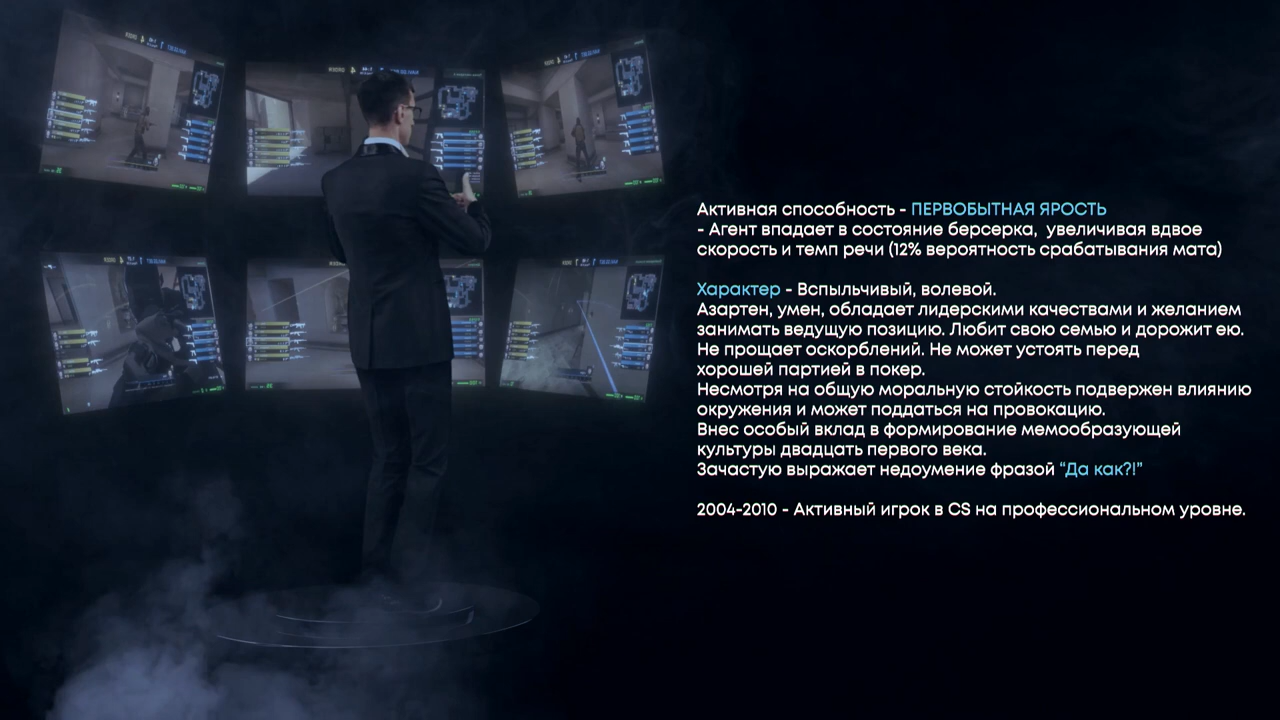 Активная способность - ПЕРВОБЫТНАЯ ЯРОСТЬ
- Агент впадает в состояние берсерка, увеличивая вдвое
скорость и темп речи (12% вероятность срабатывания мата)
Характер - Вспыльчивый, волевой.
Азартен, умен, обладает лидерскими качествами и желанием
занимать ведущую позицию. Любит свою семью и дорожит ею.
Не прощает оскорблений. Не может устоять перед
хорошей партией в покер.
Несмотря на общую моральную стойкость подвержен влиянию
окружения и может поддаться на провокацию.
Внес особый вклад в формирование мемообразующей
культуры двадцать первого века.
Зачастую выражает недоумение фразой “Да как?!”
2004-2010 - Активный игрок в CS на профессиональном уровне.